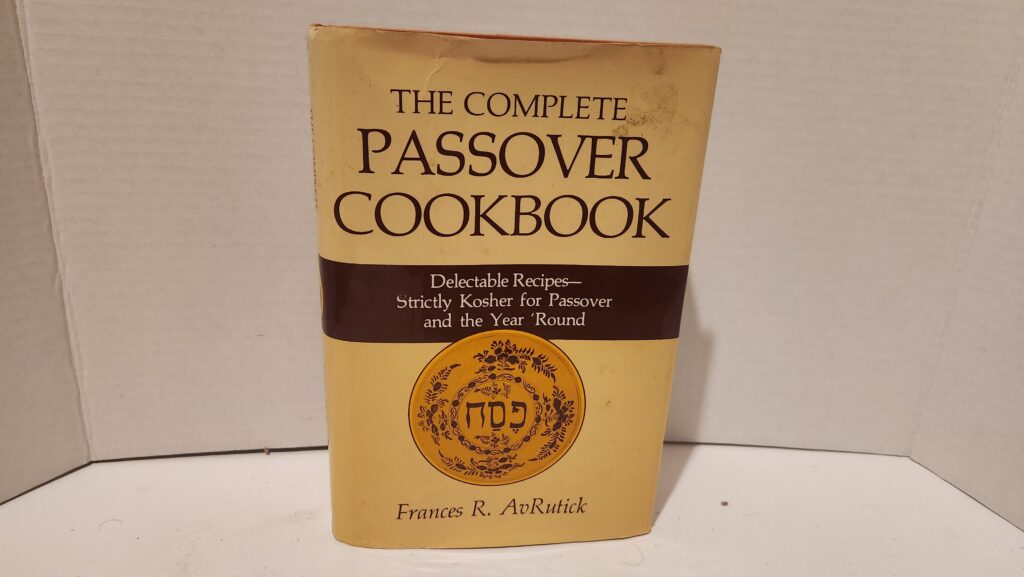 THE COMPLETE
PASSOVER
COOKBOOK
Delectable Recipes—
Strictly Kosher for Passover
and the Year 'Round
פסח
Frances R. AvRutick